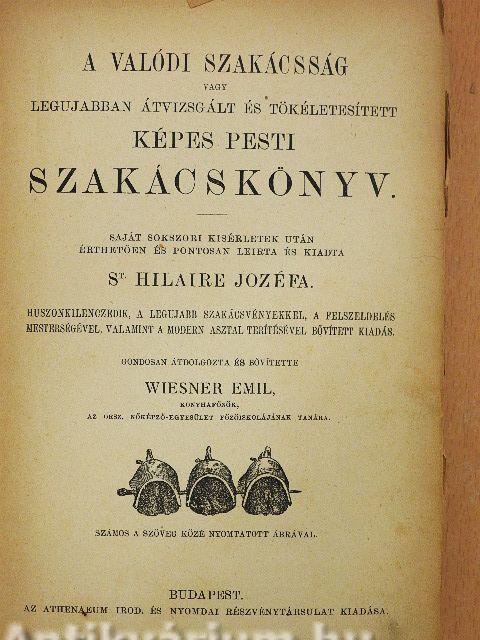 A VALÓDI SZAKÁCSSÁG
VAGY
LEGUJABBAN ÁTVIZSGÁLT ÉS TÖKÉLETESÍTETT
KÉPES PESTI
SZAKÁCSKÖNYV.
SAJÁT SOKSZORI KISÉRLETEK UTÁN
ÉRTHETŐEN ÉS PONTOSAN LEIRTA ÉS KIADTA
ST. HILAIRE JOZÉFA.
HUSZONKILENCZEDIK, A LEGUJABB SZAKÁCSVÉNYEKKEL, A FELSZELDELÉS
MESTERSÉGÉVEL, VALAMINT A MODERN ASZTAL TERÍTÉSÉVEL BŐVÍTETT KIADÁS.
GONDOSAN ÁTDOLGOZTA ÉS BŐVÍTETTE
WIESNER EMIL,
KONYHAFŐNÖK,
AZ ORSZ. NŐKÉPZŐ-EGYESÜLET FŐZŐISKOLÁJÁNAK TANÁRA.
SZÁMOS A SZÖVEG KÖZÉ NYOMTATOTT ÁBRÁVAL.
BUDAPEST.
AZ ATHENAEUM IROD. ÉS NYOMDAI RÉSZVÉNYTÁRSULAT KIADÁSA.
Antikvárium.hu